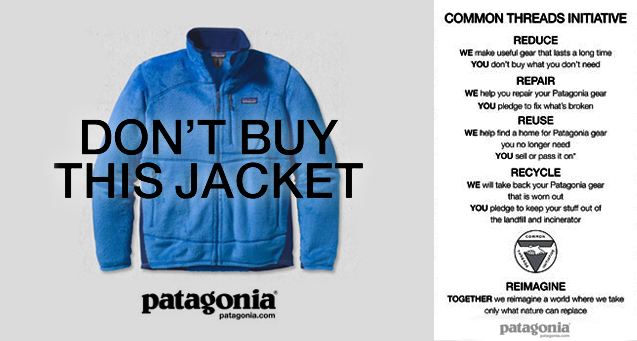 DON'T BUY
THIS JACKET
patagonia®
patagonia.com
COMMON THREADS INITIATIVE
REDUCE
WE make useful gear that lasts a long time
YOU don't buy what you don't need
REPAIR
WE help you repair your Patagonia gear
YOU pledge to fix what's broken
REUSE
WE help find a home for Patagonia gear
you no longer need
YOU sell or pass it on*
RECYCLE
WE will take back your Patagonia gear
that is worn out
YOU pledge to keep your stuff out of
the landfill and incinerator
COMMON
THREADS
INITIATIVE
REIMAGINE
TOGETHER we reimagine a world where we take
only what nature can replace
patagonia®
patagonia.com